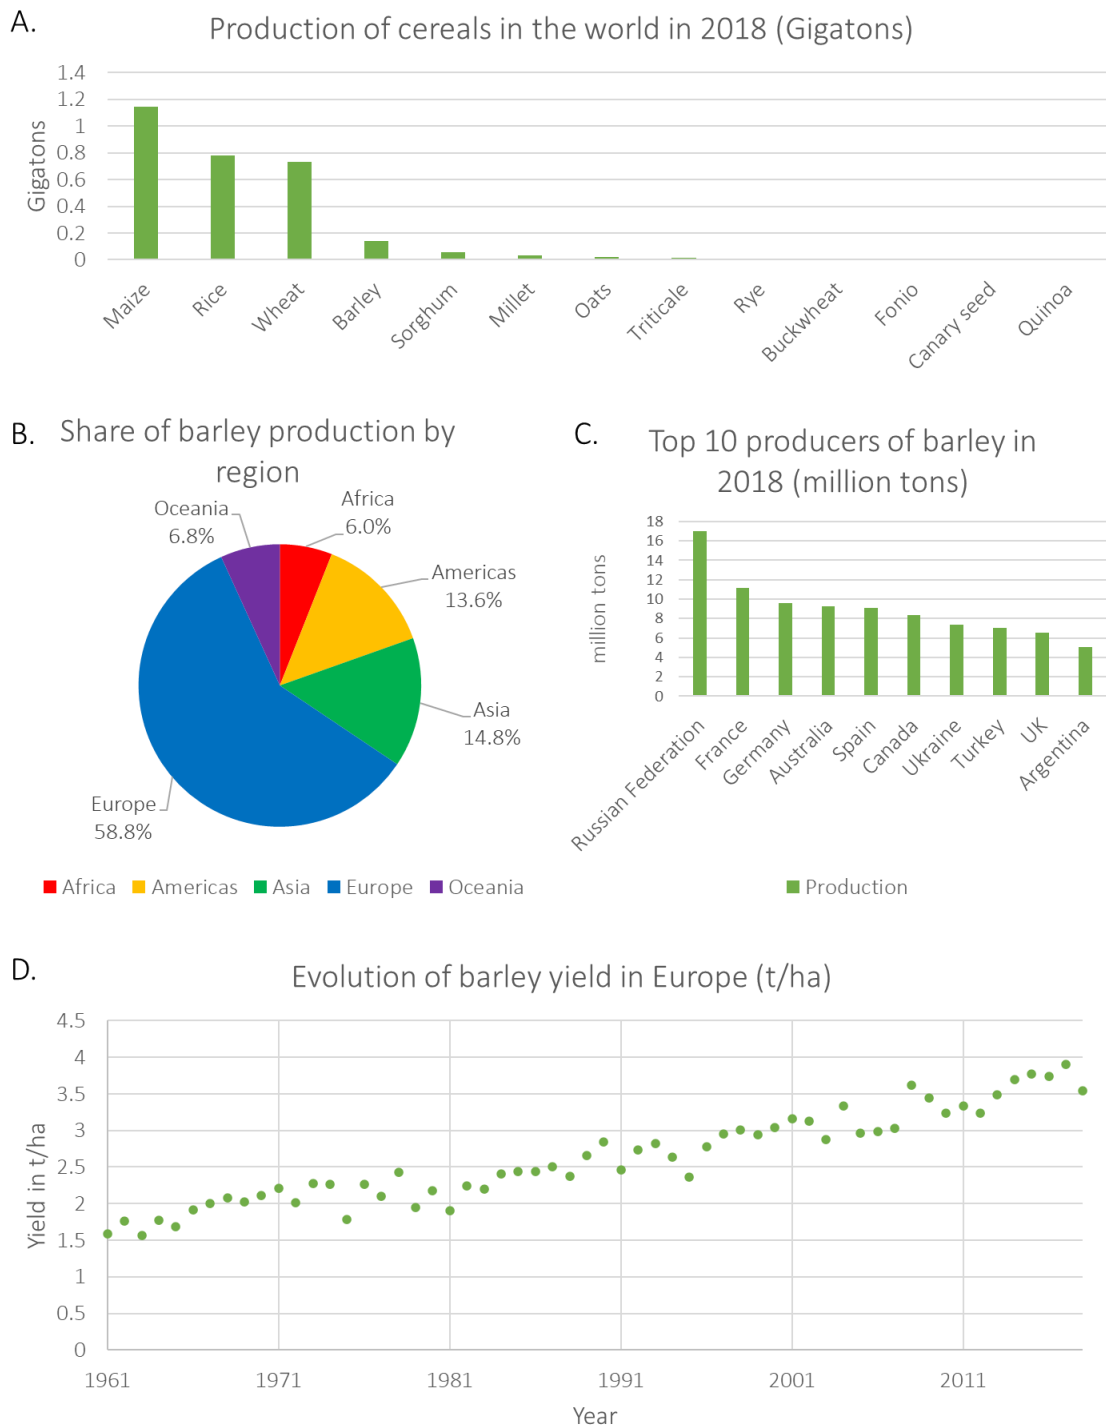 A.
Production of cereals in the world in 2018 (Gigatons)
Gigatons
1.4
1.2
1
0.8
0.6
0.4
0.2
0
Maize
Rice
Wheat
Barley
Sorghum
Millet
Oats
Triticale
Rye
Buckwheat
Fonio
Canary seed
Quinoa
B.
Share of barley production by
region
Oceania
6.8%
Africa
6.0%
Americas
13.6%
Asia
14.8%
Europe
58.8%
Africa
Americas
Asia
Europe
Oceania
C.
Top 10 producers of barley in
2018 (million tons)
million tons
18
16
14
12
10
8
6
4
2
0
Russian Federation
France
Germany
Australia
Spain
Canada
Ukraine
Turkey
UK
Argentina
Production
D.
Evolution of barley yield in Europe (t/ha)
Yield in t/ha
4.5
4
3.5
3
2.5
2
1.5
1
0.5
0
1961
1971
1981
1991
2001
2011
Year